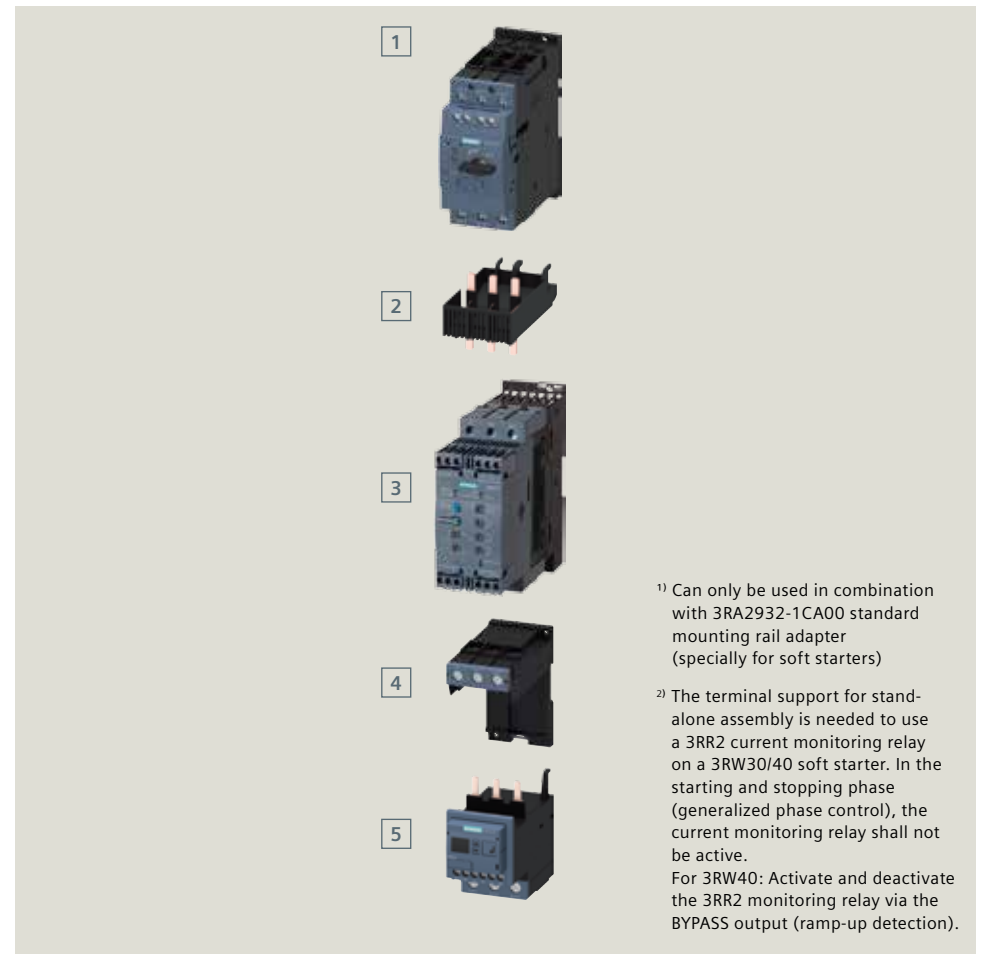 1
2
3
4
5
1) Can only be used in combination
with 3RA2932-1CA00 standard
mounting rail adapter
(specially for soft starters)
2) The terminal support for stand-
alone assembly is needed to use
a 3RR2 current monitoring relay
on a 3RW30/40 soft starter. In the
starting and stopping phase
(generalized phase control), the
current monitoring relay shall not
be active.
For 3RW40: Activate and deactivate
the 3RR2 monitoring relay via the
BYPASS output (ramp-up detection).